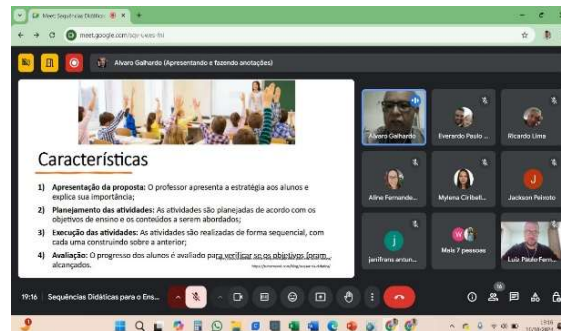 Meet: Sequências Didáticas
meet.google.com/
Alvaro Galhardo (Apresentando e fazendo anotações)
Características
1) Apresentação da proposta: O professor apresenta a estratégia aos alunos e
explica sua importância;
2) Planejamento das atividades: As atividades são planejadas de acordo com os
objetivos de ensino e os conteúdos a serem abordados;
3) Execução das atividades: As atividades são realizadas de forma sequencial, com
cada uma construindo sobre a anterior;
4) Avaliação: O progresso dos alunos é avaliado para verificar se os objetivos foram
alcançados.
Alvaro Galhardo
Everardo Paulo ...
Ricardo Lima
Aline Fernande...
Mylena Ciribell...
J
Jackson Peixoto
j
janifrans antun...
W
Mais 7 pessoas
Luiz Paulo Fern...
19:16 | Sequências Didáticas para o Ens...
16
19:16